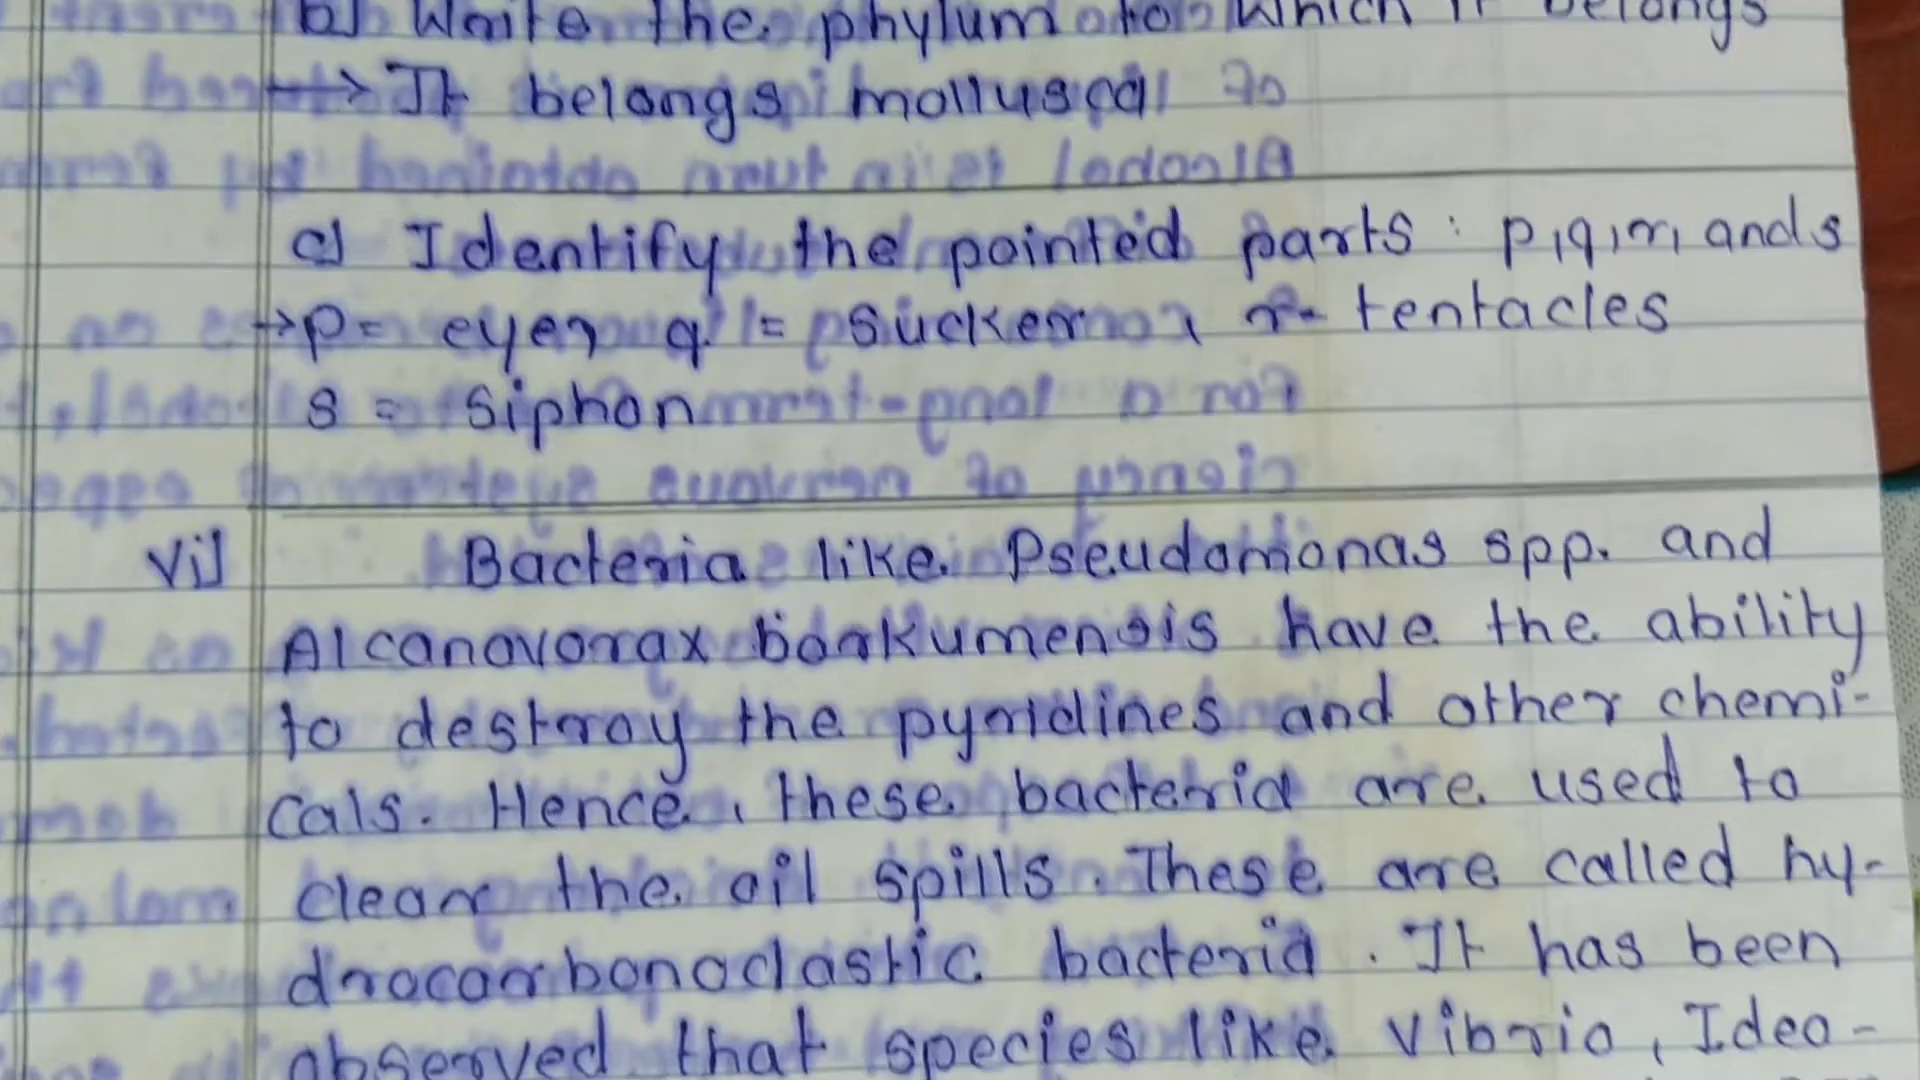 b) Write the phylum to which it belongs
→ It belongs mollusca
c) Identify the pointed parts : p, q, r, and s
→ p = eye, q = sucker, r - tentacles
s = siphon
vi) Bacteria like Pseudomonas spp. and
Alcanovorax borkumensis have the ability
to destroy the pyridines and other chemi-
cals. Hence, these bacteria are used to
clear the oil spills. These are called hy-
drocarbonoclastic bacteria. It has been
observed that species like Vibrio, Ideo-